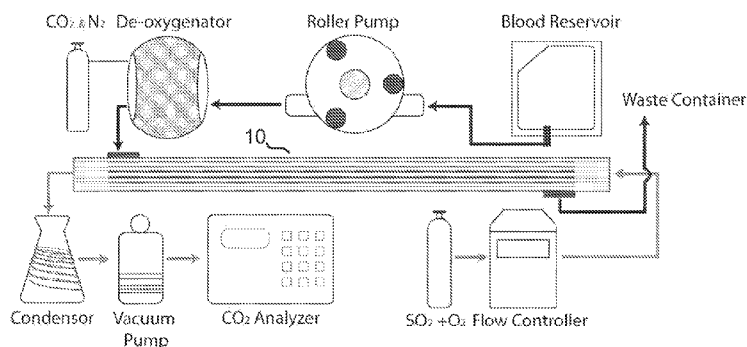 CO₂ & N₂ De-oxygenator Roller Pump Blood Reservoir
Waste Container
10
Condensor Vacuum Pump CO₂ Analyzer SO₂ +O₂ Flow Controller